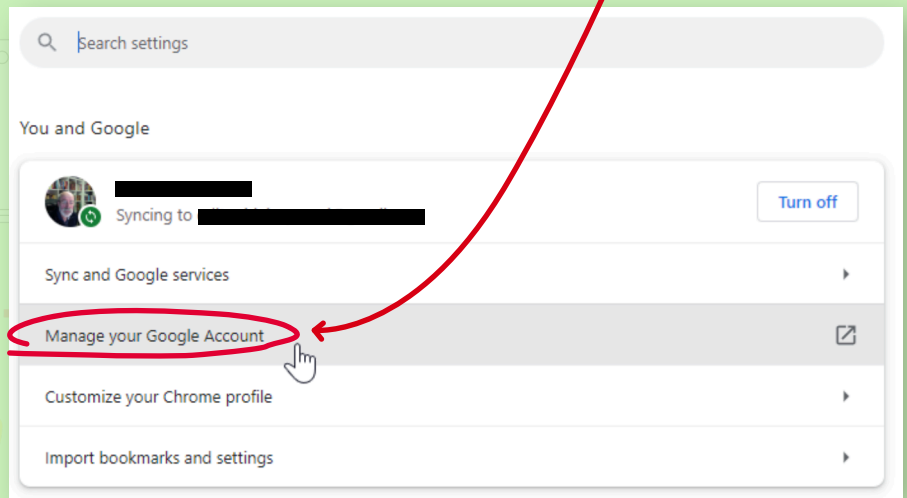 Search settings
You and Google
Syncing to
Turn off
Sync and Google services
Manage your Google Account
Customize your Chrome profile
Import bookmarks and settings